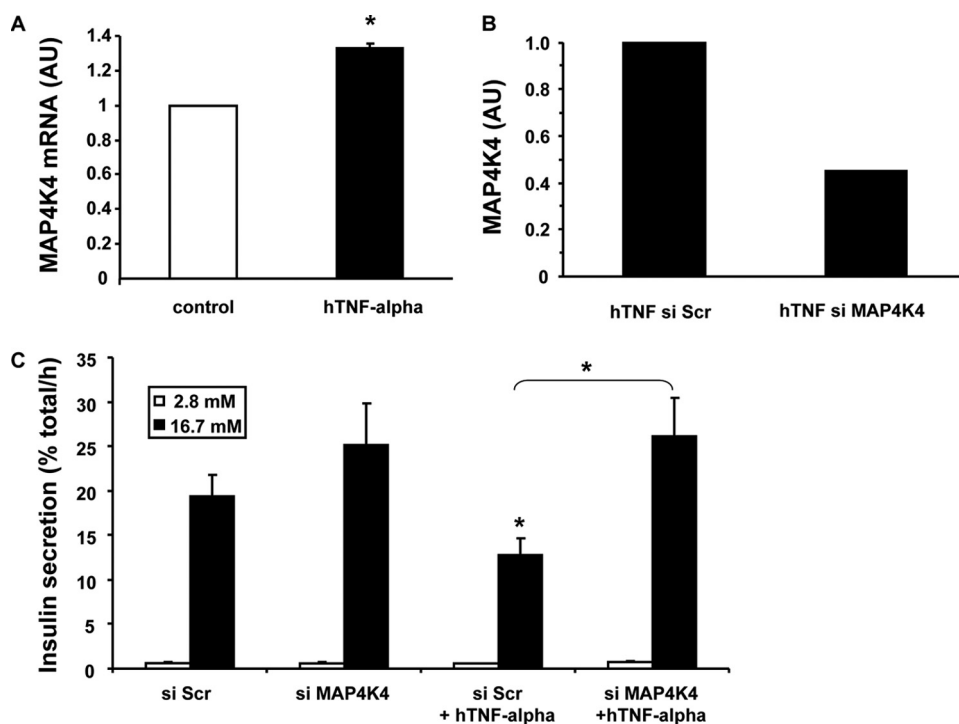 A
MAP4K4 mRNA (AU)
1.4
1.2
1
0.8
0.6
0.4
0.2
0
*
control
hTNF-alpha
B
MAP4K4 (AU)
1.0
0.8
0.6
0.4
0.2
0
hTNF si Scr
hTNF si MAP4K4
C
Insulin secretion (% total/h)
35
30
25
20
15
10
5
0
2.8 mM
16.7 mM
*
*
si Scr
si MAP4K4
si Scr
+ hTNF-alpha
si MAP4K4
+hTNF-alpha